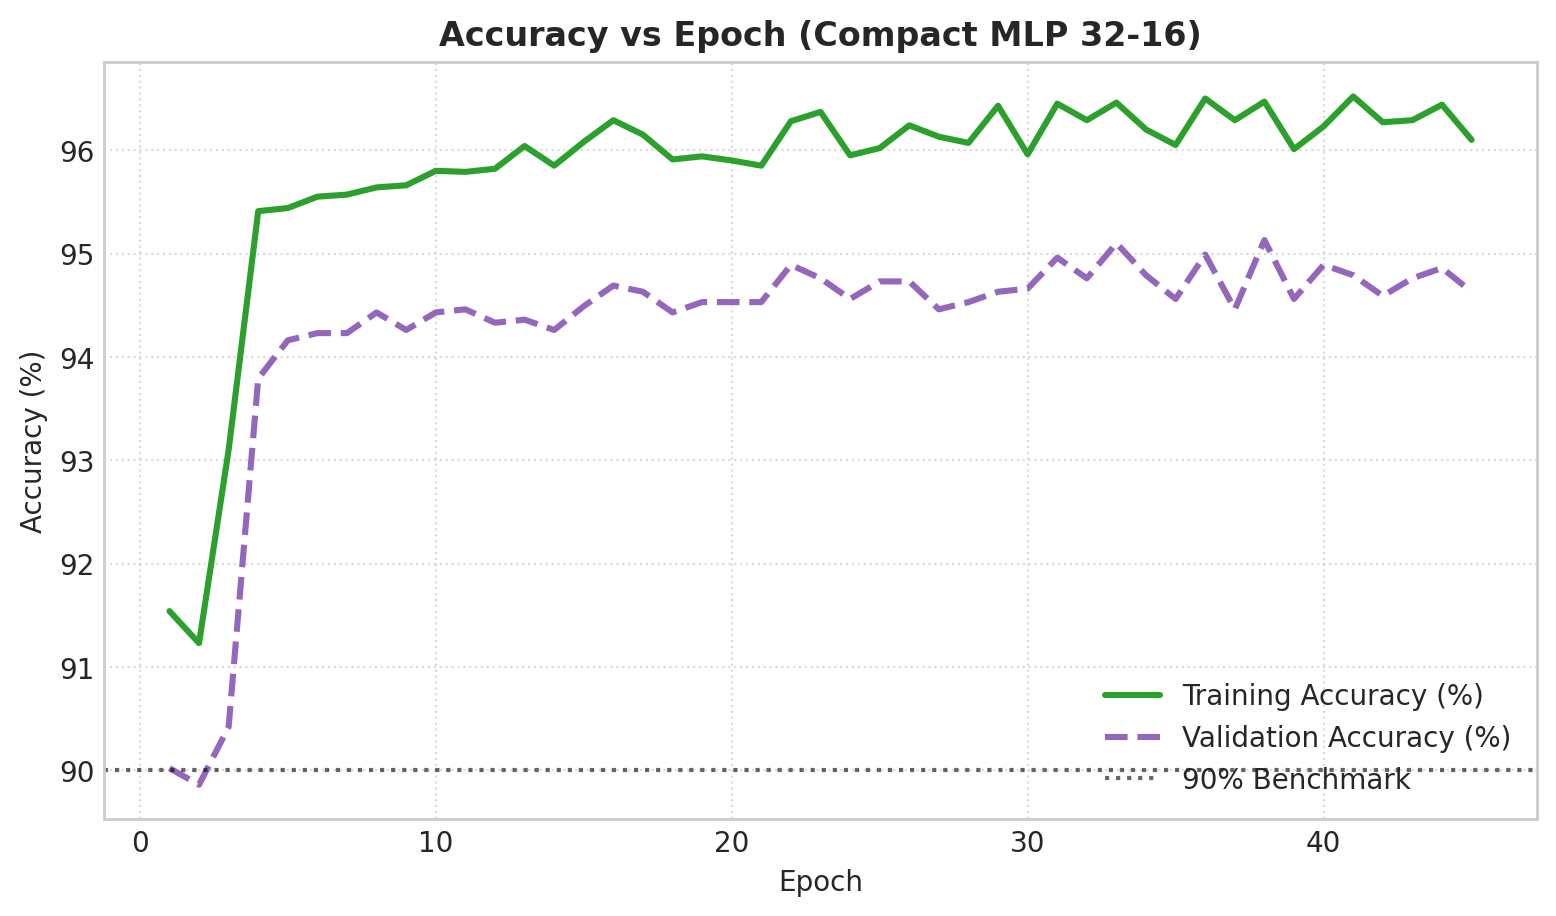 Accuracy vs Epoch (Compact MLP 32-16)
Accuracy (%)
96
95
94
93
92
91
90
Training Accuracy (%)
Validation Accuracy (%)
90% Benchmark
0 10 20 30 40
Epoch